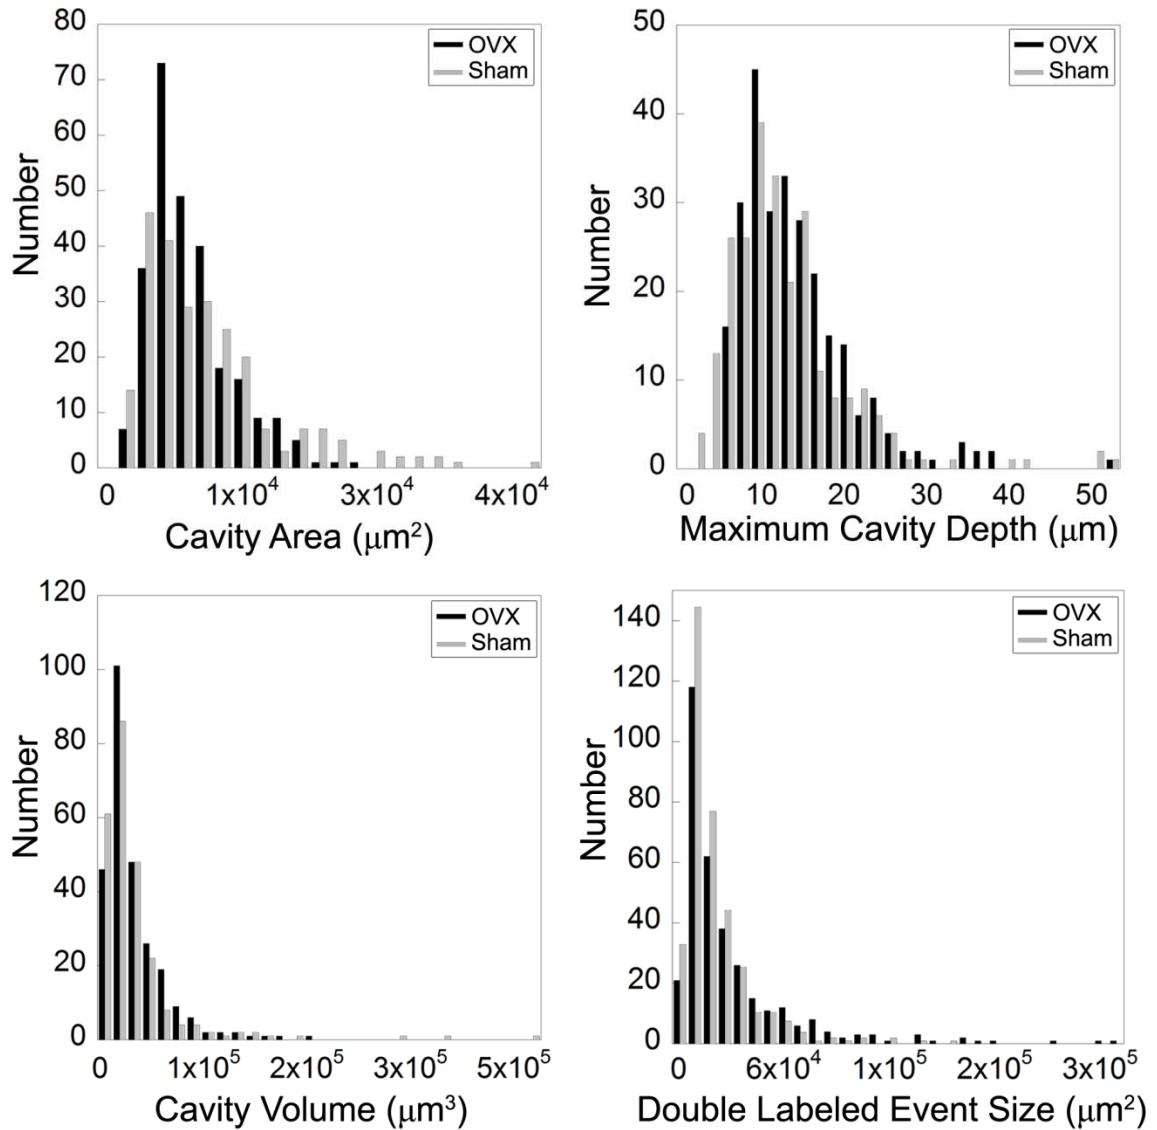 80
70
60
50
40
30
20
10
0
Number
OVX
Sham
0 1x10⁴ 3x10⁴ 4x10⁴
Cavity Area (μm²)
50
40
30
20
10
0
Number
OVX
Sham
0 10 20 30 40 50
Maximum Cavity Depth (μm)
120
100
80
60
40
20
0
Number
OVX
Sham
0 1x10⁵ 2x10⁵ 3x10⁵ 5x10⁵
Cavity Volume (μm³)
140
120
100
80
60
40
20
0
Number
OVX
Sham
0 6x10⁴ 1x10⁵ 2x10⁵ 3x10⁵
Double Labeled Event Size (μm²)